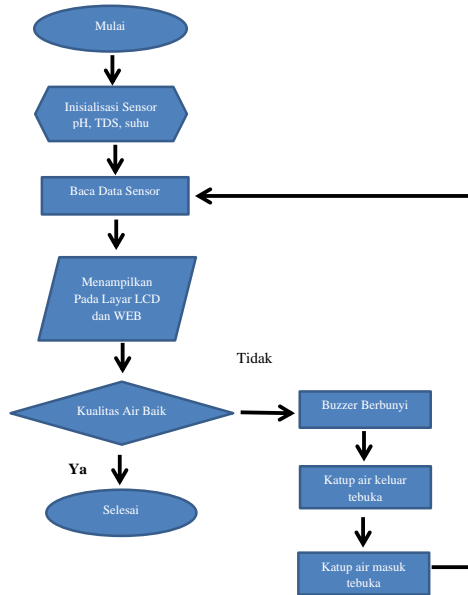 Mulai
Inisialisasi Sensor
pH, TDS, suhu
Baca Data Sensor
Menampilkan
Pada Layar LCD
dan WEB
Tidak
Kualitas Air Baik
Buzzer Berbunyi
Ya
Katup air keluar
tebuka
Selesai
Katup air masuk
tebuka